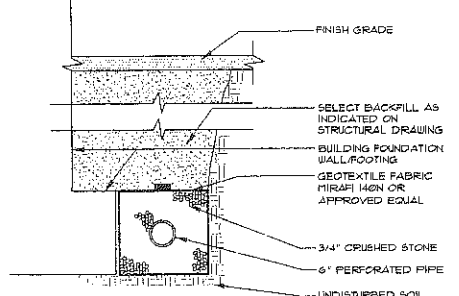 FINISH GRADE
SELECT BACKFILL AS
INDICATED ON
STRUCTURAL DRAWING
BUILDING FOUNDATION
WALL/FOOTING
GEOTEXTILE FABRIC
MIRAFI 140N OR
APPROVED EQUAL
3/4" CRUSHED STONE
6" PERFORATED PIPE
UNDISTURBED SOIL